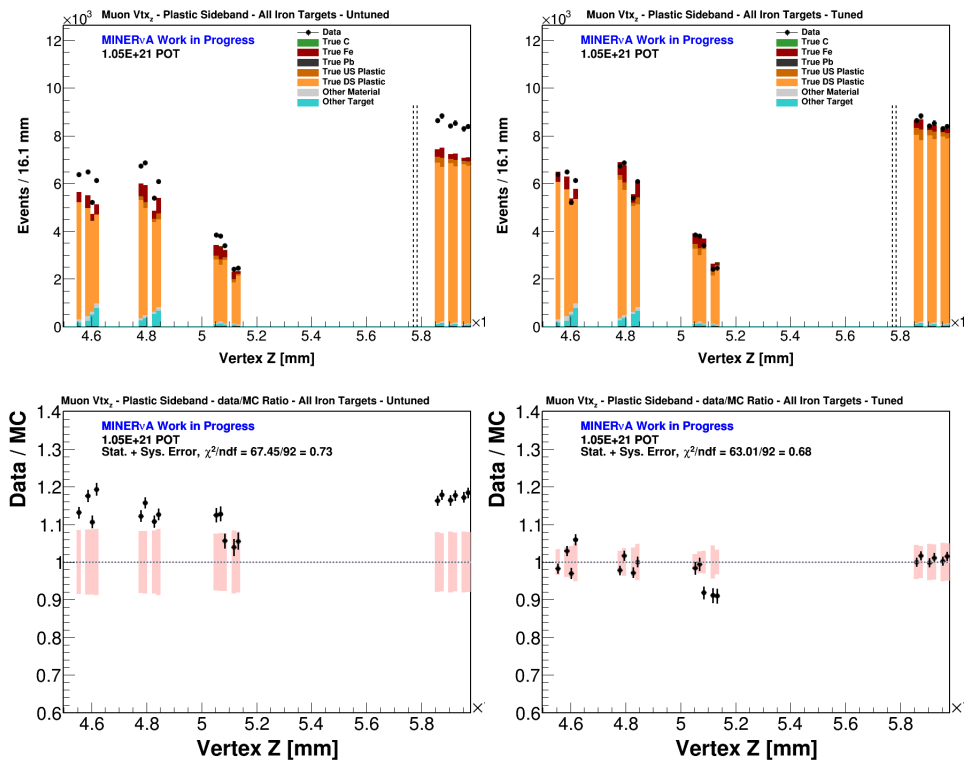 Muon Vtx_z - Plastic Sideband - All Iron Targets - Untuned
×10³
MINERνA Work in Progress
1.05E+21 POT
Data
True C
True Fe
True Pb
True US Plastic
True DS Plastic
Other Material
Other Target
Events / 16.1 mm
12
10
8
6
4
2
0
4.6 4.8 5 5.2 5.4 5.6 5.8
×1
Vertex Z [mm]
Muon Vtx_z - Plastic Sideband - All Iron Targets - Tuned
×10³
MINERνA Work in Progress
1.05E+21 POT
Data
True C
True Fe
True Pb
True US Plastic
True DS Plastic
Other Material
Other Target
Events / 16.1 mm
12
10
8
6
4
2
0
4.6 4.8 5 5.2 5.4 5.6 5.8
×1
Vertex Z [mm]
Muon Vtx_z - Plastic Sideband - data/MC Ratio - All Iron Targets - Untuned
MINERνA Work in Progress
1.05E+21 POT
Stat. + Sys. Error, χ²/ndf = 67.45/92 = 0.73
Data / MC
1.4
1.3
1.2
1.1
1
0.9
0.8
0.7
0.6
4.6 4.8 5 5.2 5.4 5.6 5.8
×
Vertex Z [mm]
Muon Vtx_z - Plastic Sideband - data/MC Ratio - All Iron Targets - Tuned
MINERνA Work in Progress
1.05E+21 POT
Stat. + Sys. Error, χ²/ndf = 63.01/92 = 0.68
Data / MC
1.4
1.3
1.2
1.1
1
0.9
0.8
0.7
0.6
4.6 4.8 5 5.2 5.4 5.6 5.8
×
Vertex Z [mm]